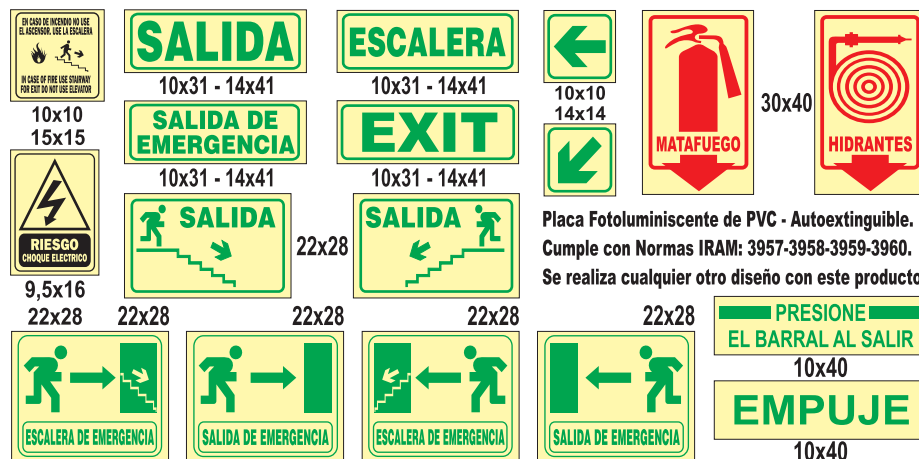 EN CASO DE INCENDIO NO USE
EL ASCENSOR. USE LA ESCALERA
IN CASE OF FIRE USE STAIRWAY
FOR EXIT DO NOT USE ELEVATOR
10x10
15x15
SALIDA
10x31 - 14x41
ESCALERA
10x31 - 14x41
10x10
14x14
MATAFUEGO
30x40
HIDRANTES
SALIDA DE
EMERGENCIA
10x31 - 14x41
EXIT
10x31 - 14x41
RIESGO
CHOQUE ELECTRICO
9,5x16
SALIDA
22x28
SALIDA
Placa Fotoluminiscente de PVC - Autoextinguible.
Cumple con Normas IRAM: 3957-3958-3959-3960.
Se realiza cualquier otro diseño con este producto
22x28
22x28
22x28
22x28
22x28
ESCALERA DE EMERGENCIA
SALIDA DE EMERGENCIA
ESCALERA DE EMERGENCIA
SALIDA DE EMERGENCIA
PRESIONE
EL BARRAL AL SALIR
10x40
EMPUJE
10x40